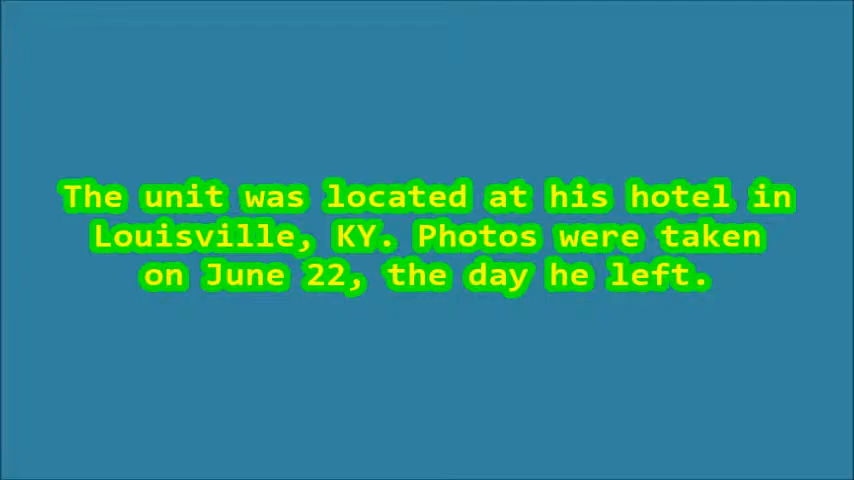 The unit was located at his hotel in
Louisville, KY. Photos were taken
on June 22, the day he left.